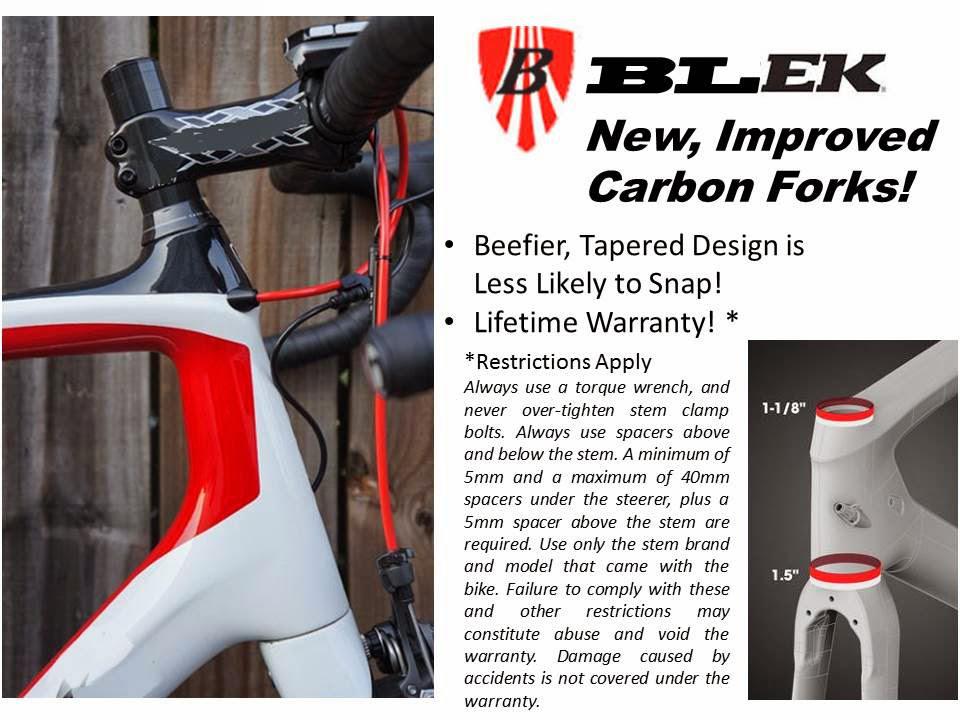 B BLEK
New, Improved
Carbon Forks!
• Beefier, Tapered Design is
Less Likely to Snap!
• Lifetime Warranty! *
*Restrictions Apply
Always use a torque wrench, and
never over-tighten stem clamp
bolts. Always use spacers above
and below the stem. A minimum of
5mm and a maximum of 40mm
spacers under the steerer, plus a
5mm spacer above the stem are
required. Use only the stem brand
and model that came with the
bike. Failure to comply with these
and other restrictions may
constitute abuse and void the
warranty. Damage caused by
accidents is not covered under the
warranty.
1-1/8"
1.5"